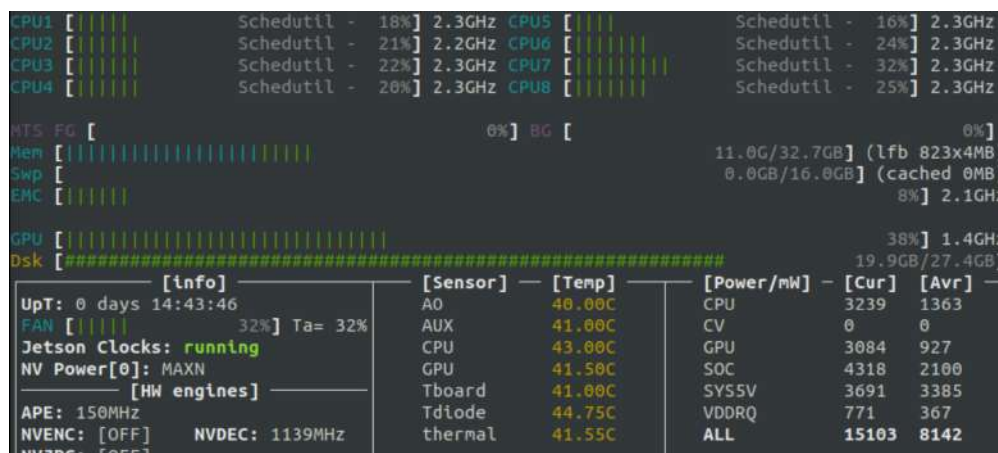 CPU1 [||||| Schedutil - 18%] 2.3GHz CPU5 [|||| Schedutil - 16%] 2.3GHz
CPU2 [|||||| Schedutil - 21%] 2.2GHz CPU6 [||||||| Schedutil - 24%] 2.3GHz
CPU3 [|||||| Schedutil - 22%] 2.3GHz CPU7 [||||||||| Schedutil - 32%] 2.3GHz
CPU4 [|||||| Schedutil - 20%] 2.3GHz CPU8 [||||||| Schedutil - 25%] 2.3GHz
MTS FG [ 0%] BG [ 0%]
Mem [||||||||||||||||||||||| 11.0G/32.7GB] (lfb 823x4MB
Swp [ 0.0GB/16.0GB] (cached 0MB
EMC [|||||| 8%] 2.1GH
GPU [|||||||||||||||||||||||||||||| 38%] 1.4GH
Dsk [############################################################# 19.9GB/27.4GB
[info] [Sensor] [Temp] [Power/mW] [Cur] [Avr]
UpT: 0 days 14:43:46 AO 40.00C CPU 3239 1363
FAN [||||| 32%] Ta= 32% AUX 41.00C CV 0 0
Jetson Clocks: running CPU 43.00C GPU 3084 927
NV Power[0]: MAXN GPU 41.50C SOC 4318 2100
[HW engines] Tboard 41.00C SYS5V 3691 3385
APE: 150MHz Tdiode 44.75C VDDRQ 771 367
NVENC: [OFF] NVDEC: 1139MHz thermal 41.55C ALL 15103 8142